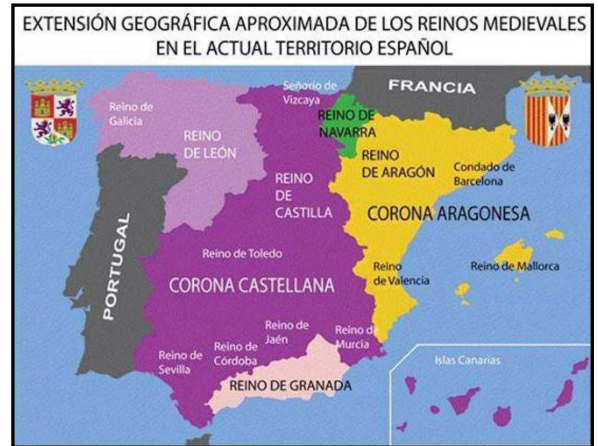 EXTENSIÓN GEOGRÁFICA APROXIMADA DE LOS REINOS MEDIEVALES
EN EL ACTUAL TERRITORIO ESPAÑOL
Señorio de
Vizcaya
FRANCIA
Reino de
Galicia
REINO
DE LEÓN
REINO DE
NAVARRA
REINO
DE ARAGÓN
Condado de
Barcelona
REINO
DE
CASTILLA
CORONA ARAGONESA
PORTUGAL
Reino de Toledo
CORONA CASTELLANA
Reino
de Valencia
Reino de Mallorca
Reino de
Sevilla
Reino de
Córdoba
Reino de
Jaén
Reino de
Murcia
REINO DE GRANADA
Islas Canarias